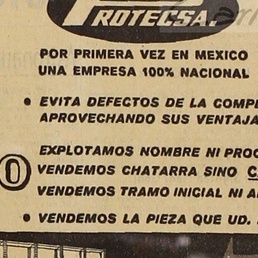 PROTECSA.
POR PRIMERA VEZ EN MEXICO
UNA EMPRESA 100% NACIONAL
• EVITA DEFECTOS DE LA COMPE
APROVECHANDO SUS VENTAJA
EXPLOTAMOS NOMBRE NI PRO
VENDEMOS CHATARRA SINO C
VENDEMOS TRAMO INICIAL NI A
• VENDEMOS LA PIEZA QUE UD.